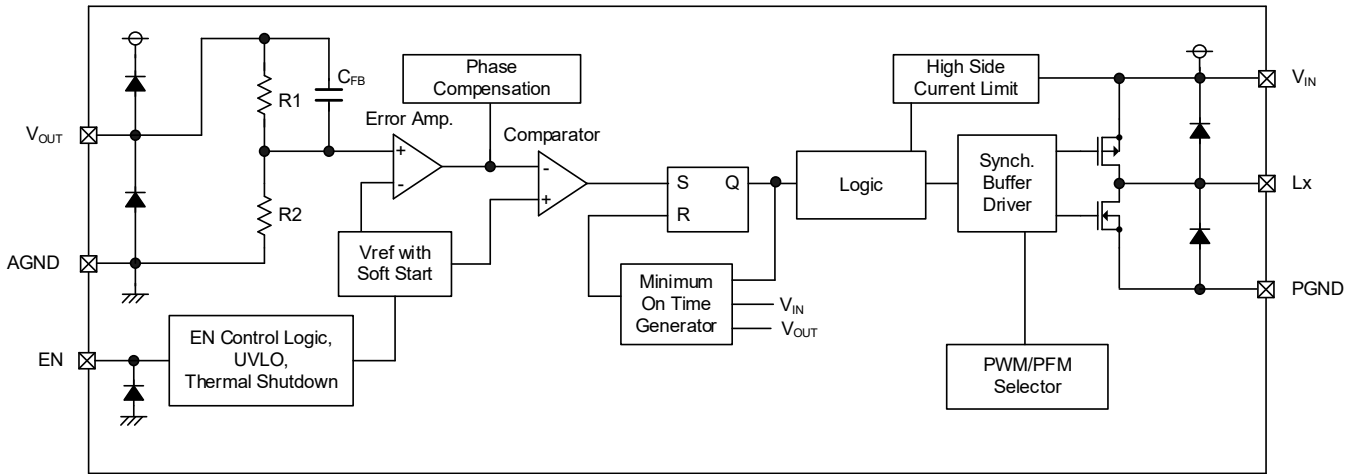 Phase
Compensation
High Side
Current Limit
C_FB
R1
V_IN
V_OUT
Error Amp.
Comparator
+
-
-
+
S
Q
R
Logic
Synch.
Buffer
Driver
Lx
R2
AGND
Vref with
Soft Start
Minimum
On Time
Generator
V_IN
V_OUT
PGND
EN
EN Control Logic,
UVLO,
Thermal Shutdown
PWM/PFM
Selector